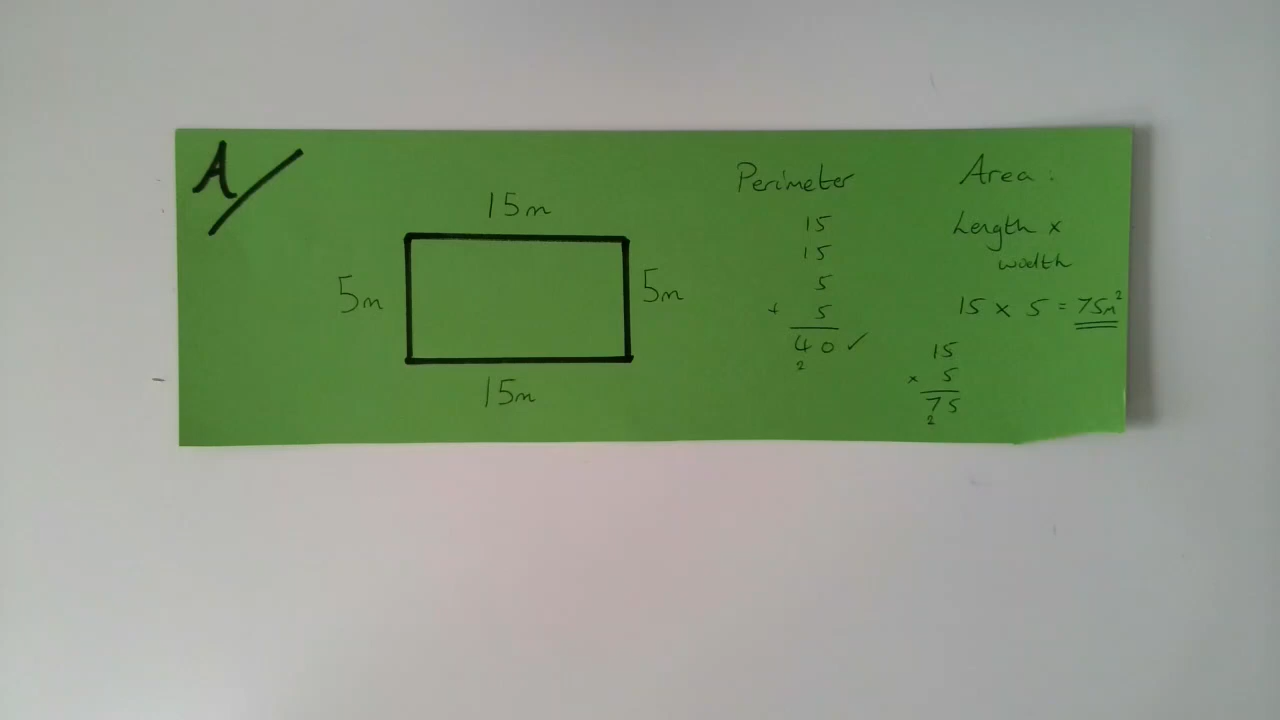 A/
15m
5m
5m
15m
Perimeter
15
15
5
+ 5
40 ✓
2
Area:
Length x
width
15 x 5 = 75m²
15
x 5
75
2